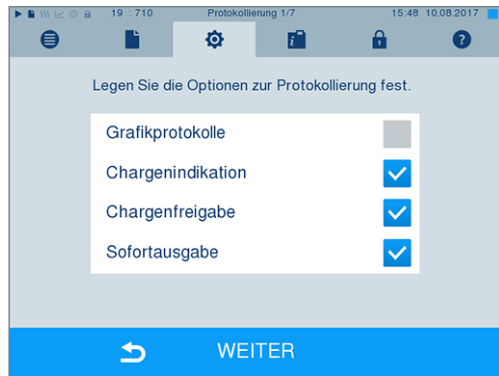 19 : 710 Protokollierung 1/7 15:48 10.08.2017
Legen Sie die Optionen zur Protokollierung fest.
Grafikprotokolle
Chargenindikation
Chargenfreigabe
Sofortausgabe
WEITER